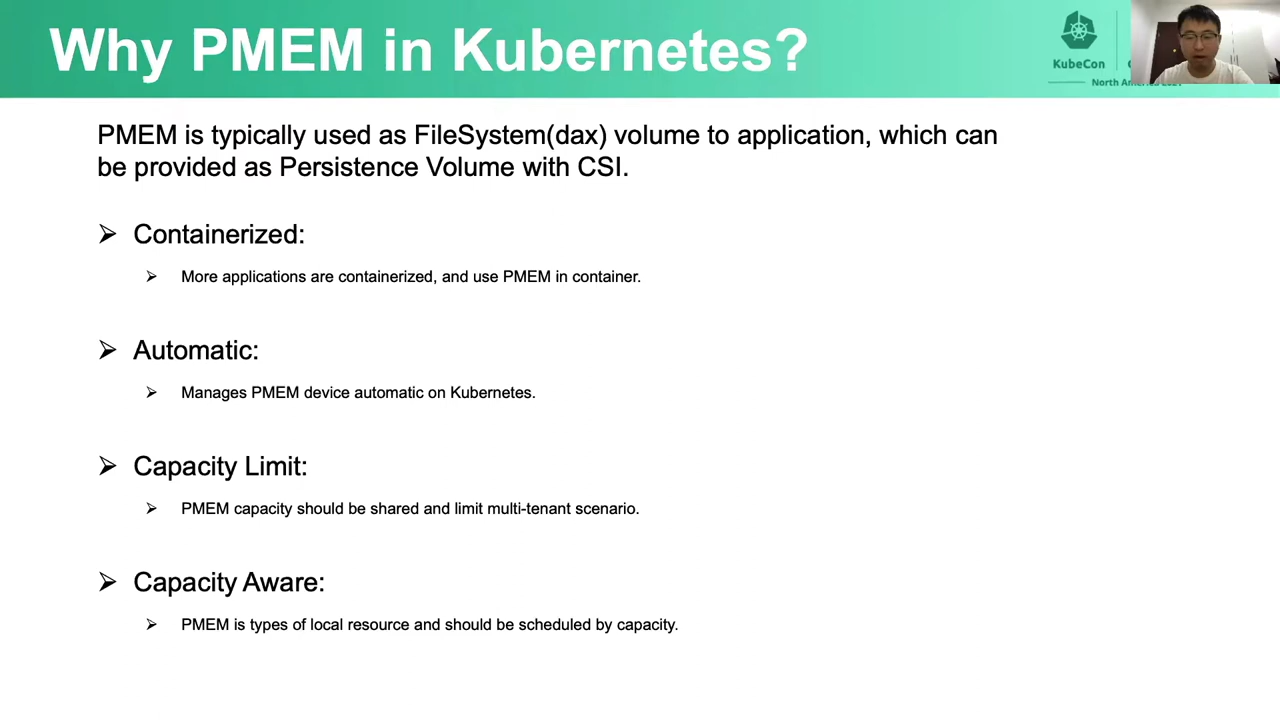 Why PMEM in Kubernetes?
KubeCon
North America 2021
PMEM is typically used as FileSystem(dax) volume to application, which can
be provided as Persistence Volume with CSI.
Containerized:
More applications are containerized, and use PMEM in container.
Automatic:
Manages PMEM device automatic on Kubernetes.
Capacity Limit:
PMEM capacity should be shared and limit multi-tenant scenario.
Capacity Aware:
PMEM is types of local resource and should be scheduled by capacity.